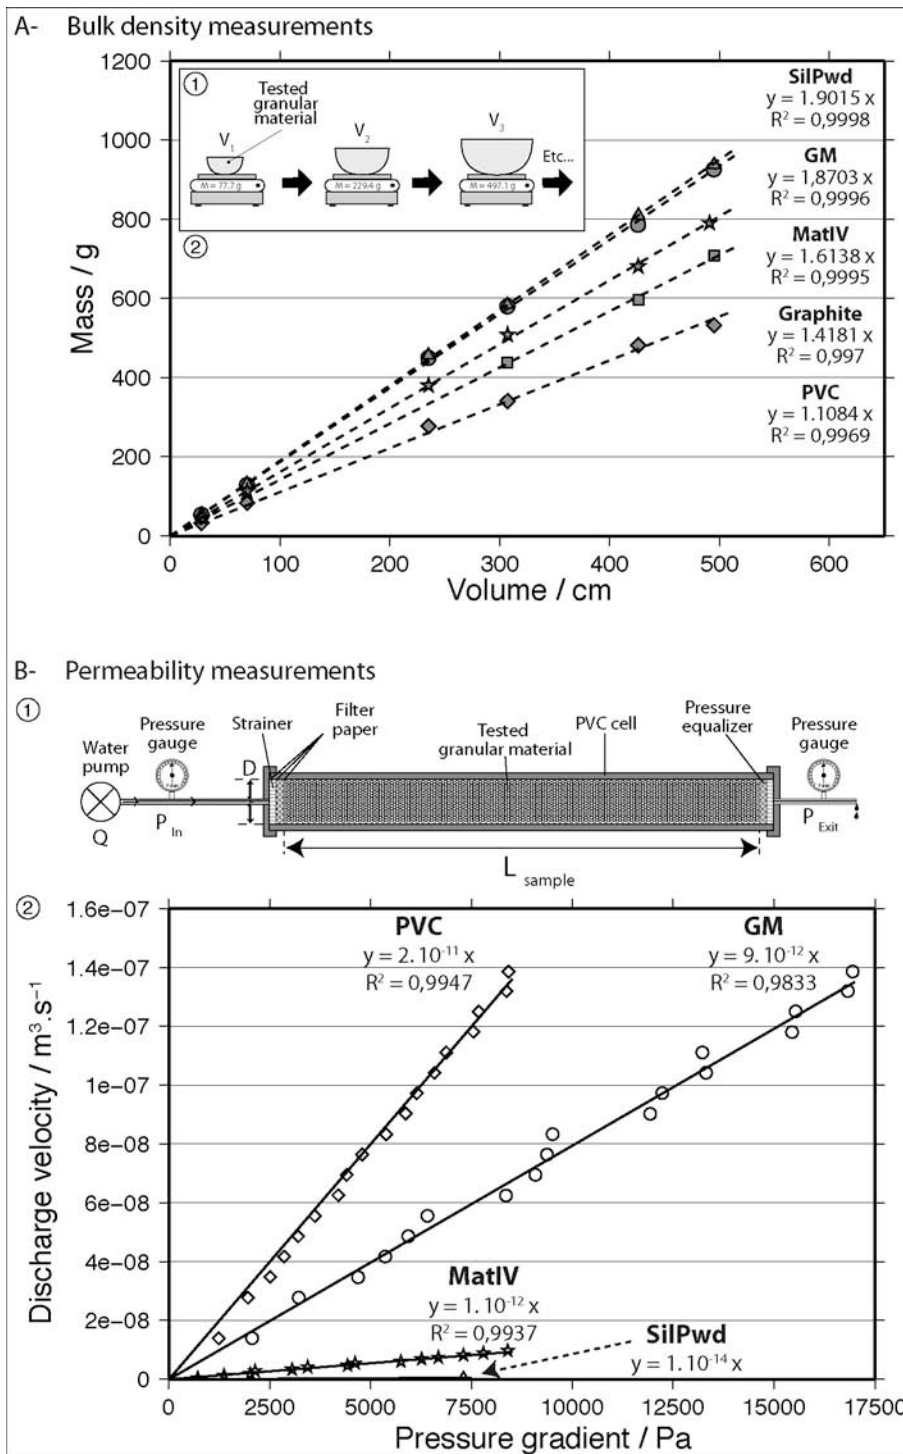 A- Bulk density measurements
1200
1000
800
600
400
200
0
Mass / g
①
Tested
granular
material
V1
V2
V3
Etc...
M = 77.7 g
M = 229.4 g
M = 497.1 g
②
SilPwd
y = 1.9015 x
R² = 0,9998
GM
y = 1,8703 x
R² = 0,9996
MatIV
y = 1.6138 x
R² = 0,9995
Graphite
y = 1.4181 x
R² = 0,997
PVC
y = 1.1084 x
R² = 0,9969
0 100 200 300 400 500 600
Volume / cm
B- Permeability measurements
①
Water
pump
Q
Pressure
gauge
P In
Strainer
Filter
paper
D
Tested
granular material
PVC cell
Pressure
equalizer
Pressure
gauge
P Exit
L sample
②
1.6e−07
1.4e−07
1.2e−07
1e−07
8e−08
6e−08
4e−08
2e−08
0
Discharge velocity / m³.s⁻¹
PVC
y = 2.10⁻¹¹ x
R² = 0,9947
GM
y = 9.10⁻¹² x
R² = 0,9833
MatIV
y = 1.10⁻¹² x
R² = 0,9937
SilPwd
y = 1.10⁻¹⁴ x
0 2500 5000 7500 10000 12500 15000 17500
Pressure gradient / Pa